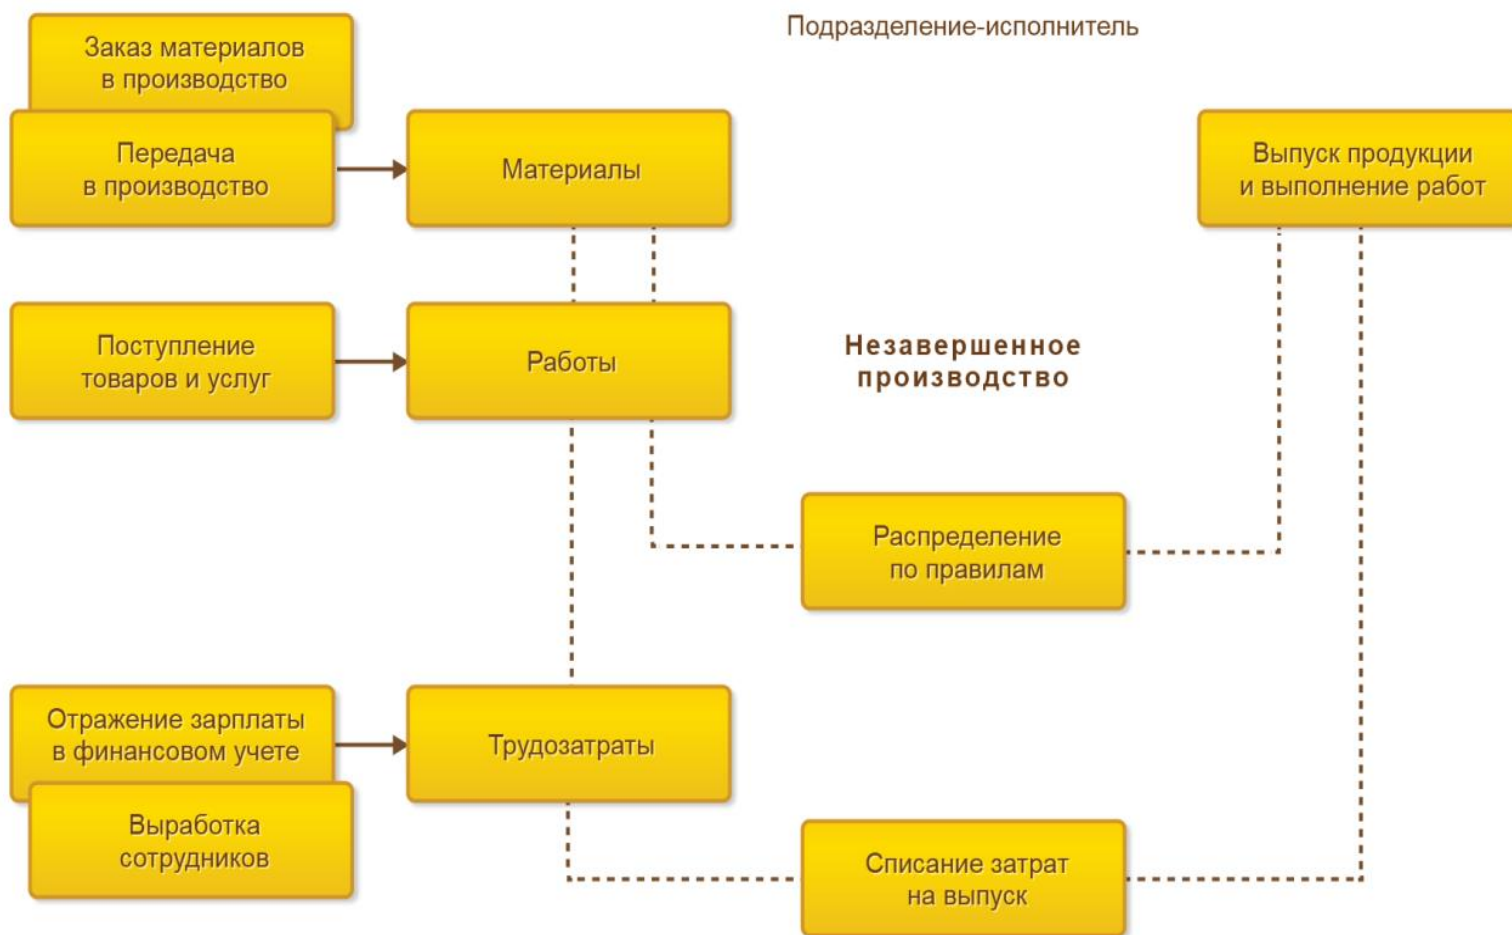 Подразделение-исполнитель
Заказ материалов
в производство
Передача
в производство
Материалы
Выпуск продукции
и выполнение работ
Поступление
товаров и услуг
Работы
Незавершенное
производство
Распределение
по правилам
Отражение зарплаты
в финансовом учете
Трудозатраты
Выработка
сотрудников
Списание затрат
на выпуск